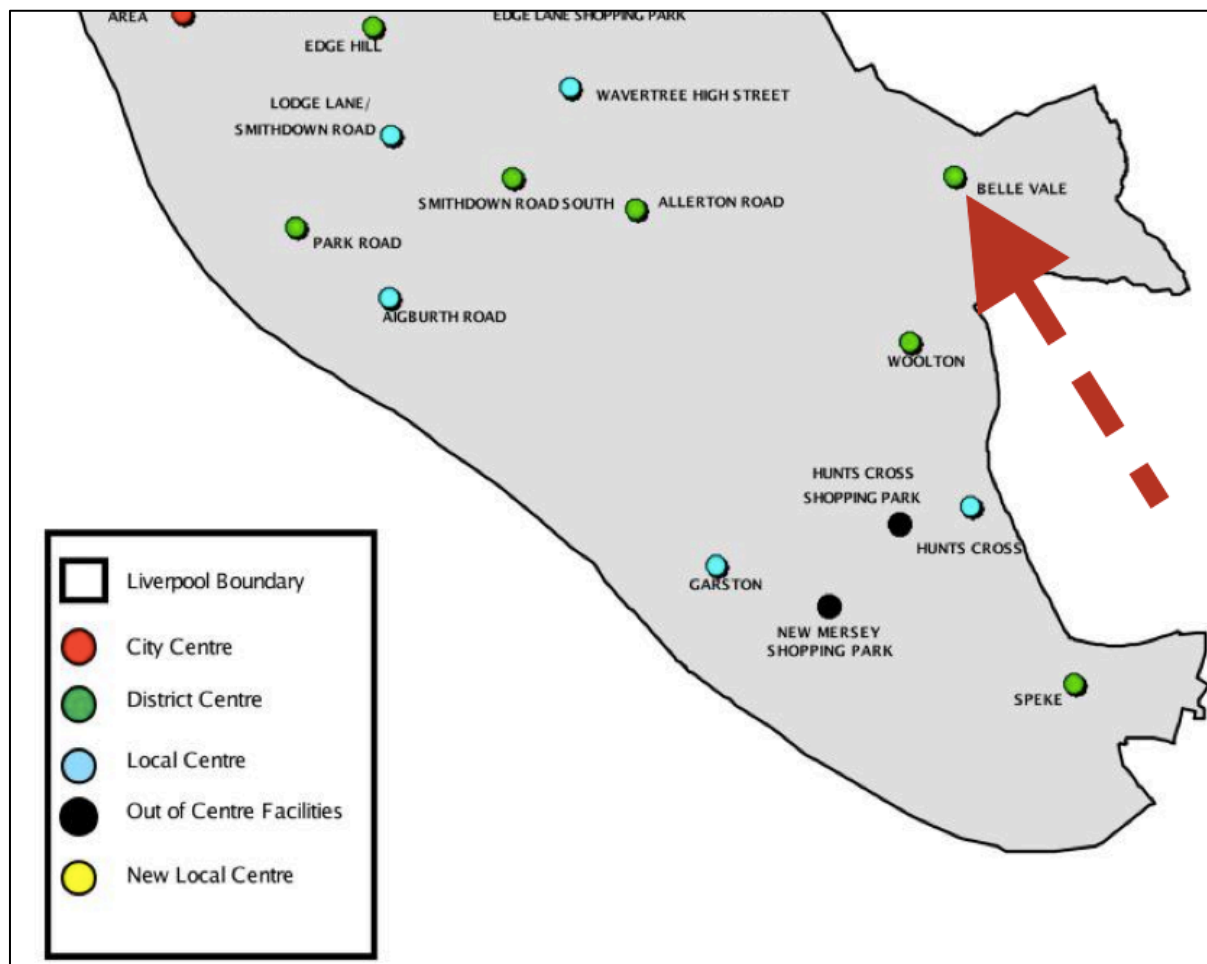 AREA
EDGE LANE SHOPPING PARK
EDGE HILL
WAVERTREE HIGH STREET
LODGE LANE/
SMITHDOWN ROAD
BELLE VALE
SMITHDOWN ROAD SOUTH
ALLERTON ROAD
PARK ROAD
AIGBURTH ROAD
WOOLTON
HUNTS CROSS
SHOPPING PARK
HUNTS CROSS
GARSTON
NEW MERSEY
SHOPPING PARK
SPEKE
Liverpool Boundary
City Centre
District Centre
Local Centre
Out of Centre Facilities
New Local Centre